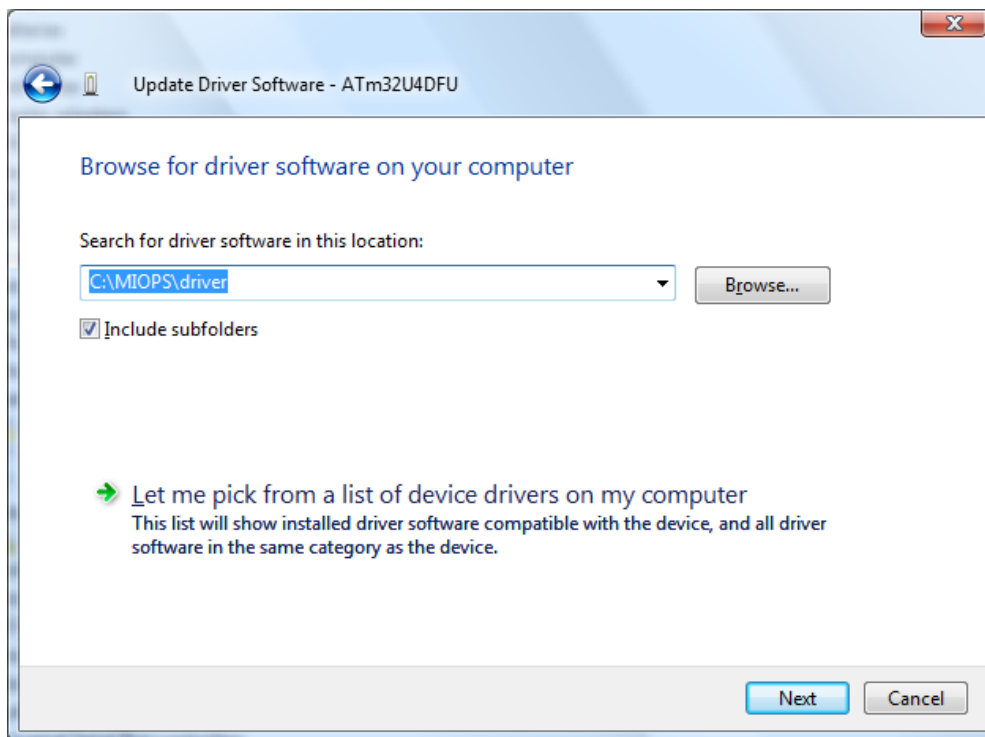 Update Driver Software - ATm32U4DFU
Browse for driver software on your computer
Search for driver software in this location:
C:\MIOPS\driver
Browse...
Include subfolders
Let me pick from a list of device drivers on my computer
This list will show installed driver software compatible with the device, and all driver
software in the same category as the device.
Next
Cancel